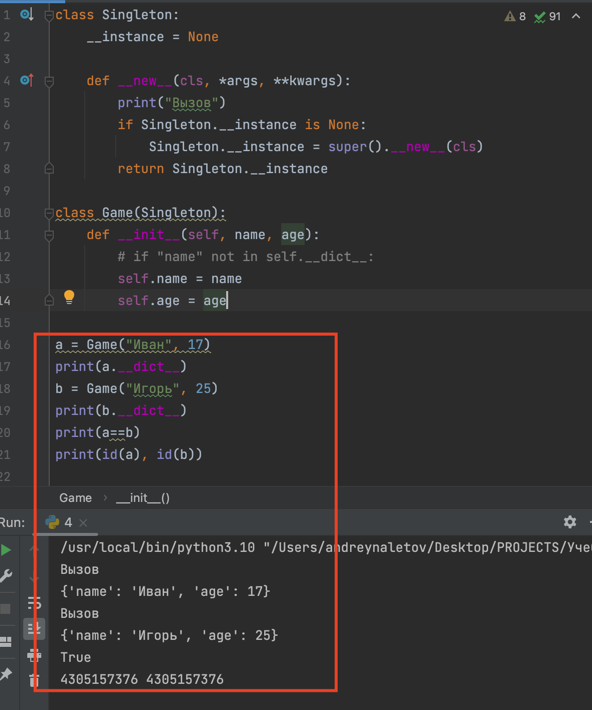 1 class Singleton: 8 91
2 __instance = None
3
4 def __new__(cls, *args, **kwargs):
5 print("Вызов")
6 if Singleton.__instance is None:
7 Singleton.__instance = super().__new__(cls)
8 return Singleton.__instance
9
10 class Game(Singleton):
11 def __init__(self, name, age):
12 # if "name" not in self.__dict__:
13 self.name = name
14 self.age = age
15
16 a = Game("Иван", 17)
17 print(a.__dict__)
18 b = Game("Игорь", 25)
19 print(b.__dict__)
20 print(a==b)
21 print(id(a), id(b))
22
Game › __init__()
Run: 4 ×
/usr/local/bin/python3.10 "/Users/andreynaletov/Desktop/PROJECTS/Уче
Вызов
{'name': 'Иван', 'age': 17}
Вызов
{'name': 'Игорь', 'age': 25}
True
4305157376 4305157376